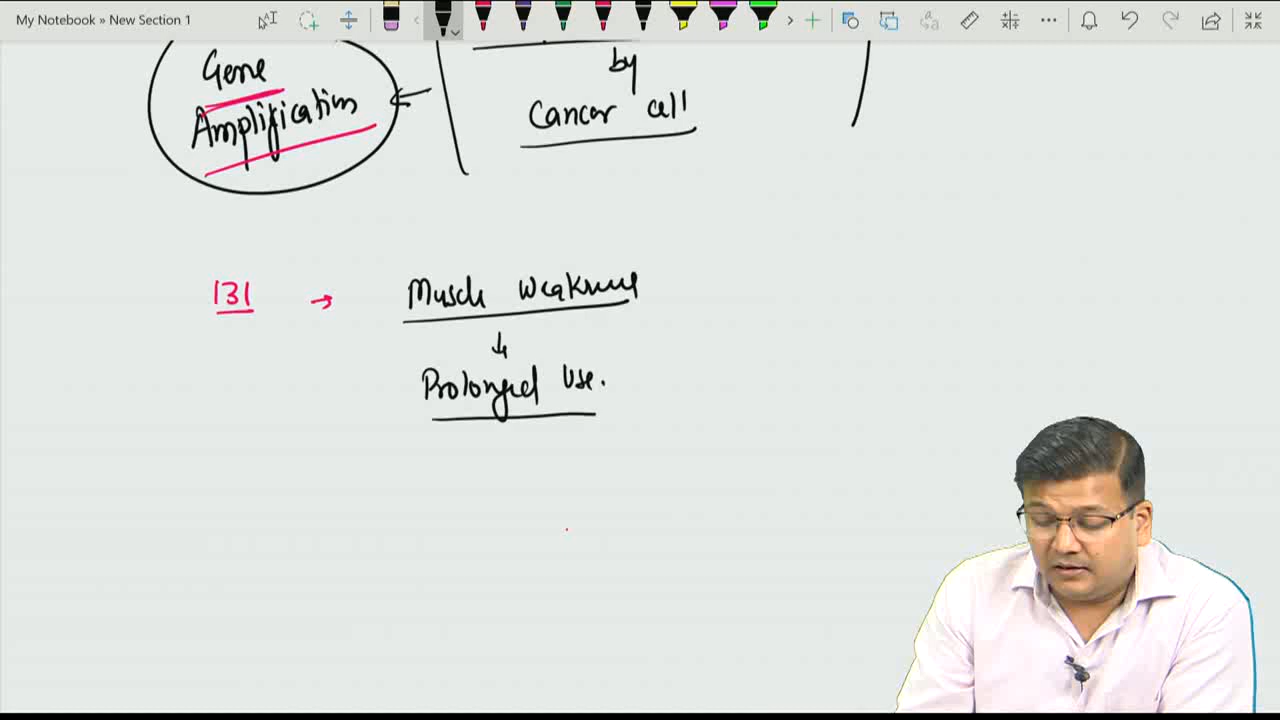 My Notebook » New Section 1
Gene
Amplification
by
Cancer cell
131 → Muscle Weakness
↓
Prolonged Use.